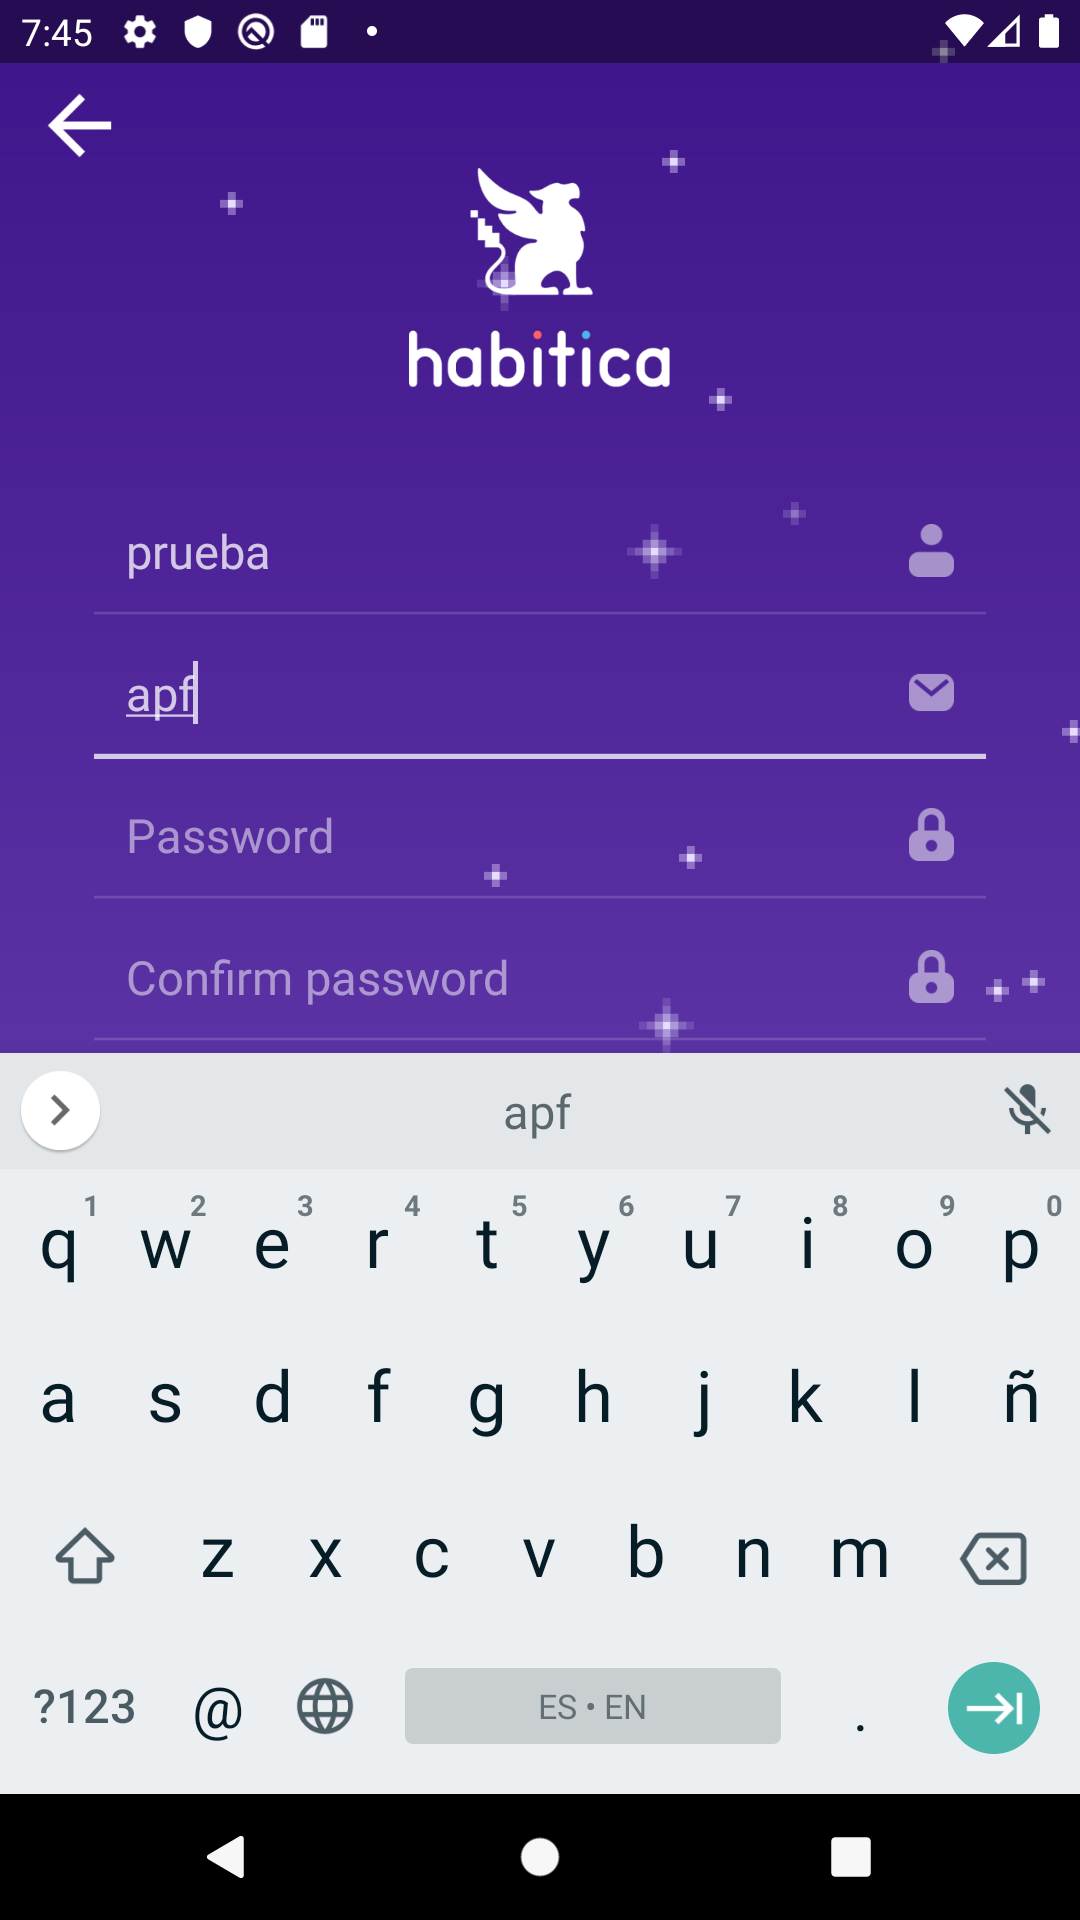 7:45
habitica
prueba
apf
Password
Confirm password
apf
1 2 3 4 5 6 7 8 9 0
q w e r t y u i o p
a s d f g h j k l ñ
z x c v b n m
?123 @ ES • EN .